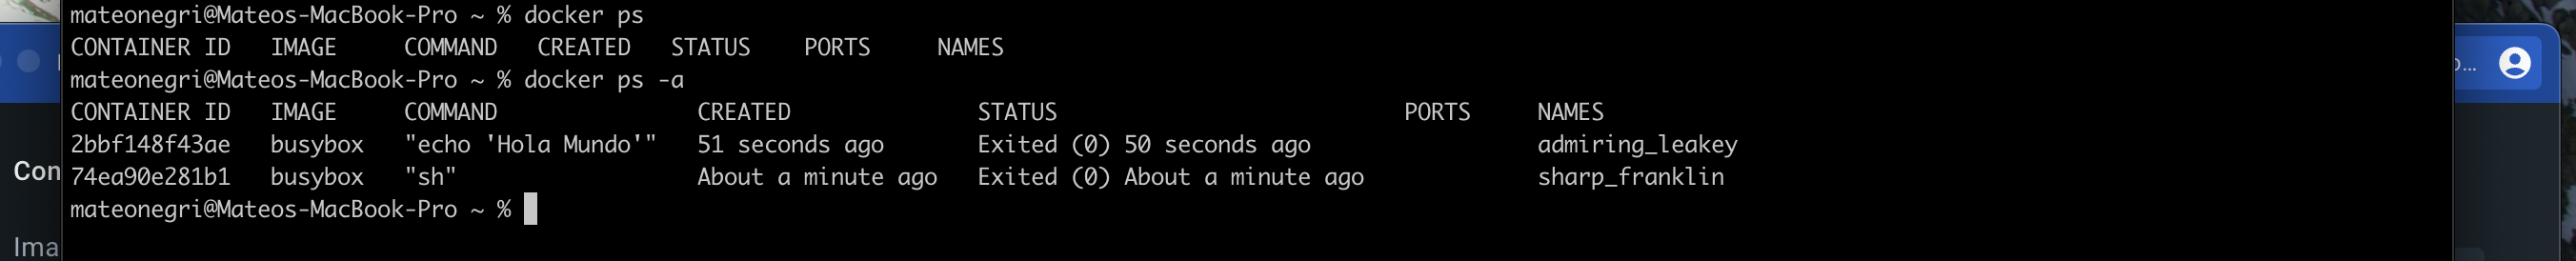 mateonegri@Mateos-MacBook-Pro ~ % docker ps
CONTAINER ID   IMAGE     COMMAND   CREATED   STATUS    PORTS     NAMES
mateonegri@Mateos-MacBook-Pro ~ % docker ps -a
CONTAINER ID   IMAGE     COMMAND               CREATED              STATUS                          PORTS     NAMES
2bbf148f43ae   busybox   "echo 'Hola Mundo'"   51 seconds ago       Exited (0) 50 seconds ago                 admiring_leakey
74ea90e281b1   busybox   "sh"                  About a minute ago   Exited (0) About a minute ago             sharp_franklin
mateonegri@Mateos-MacBook-Pro ~ %
Con
Ima